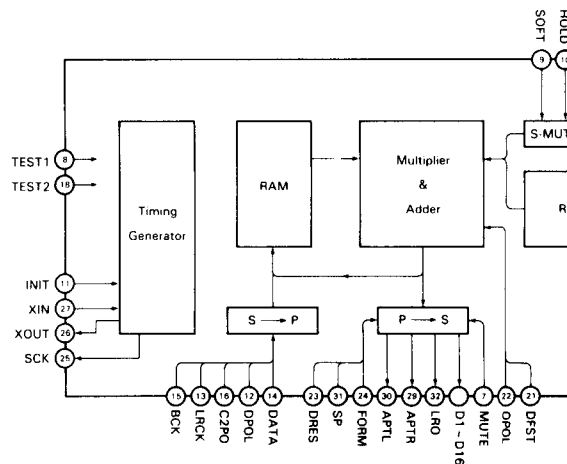 SOFT
HOLD
9
10
S-MUT
TEST1
8
TEST2
18
Timing
Generator
RAM
Multiplier
&
Adder
R
INIT
11
XIN
27
XOUT
26
SCK
25
S → P
P → S
15
13
16
12
14
23
31
24
30
29
32
7
22
21
BCK
LRCK
C2PO
DPOL
DATA
DRES
SP
FORM
APTL
APTR
LRO
D1~D16
MUTE
OPOL
DFST